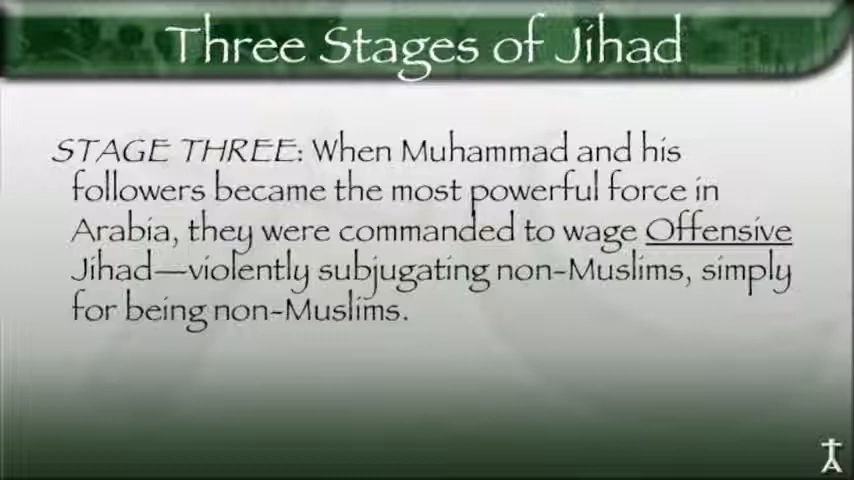 Three Stages of Jihad
STAGE THREE: When Muhammad and his
followers became the most powerful force in
Arabia, they were commanded to wage Offensive
Jihad—violently subjugating non-Muslims, simply
for being non-Muslims.